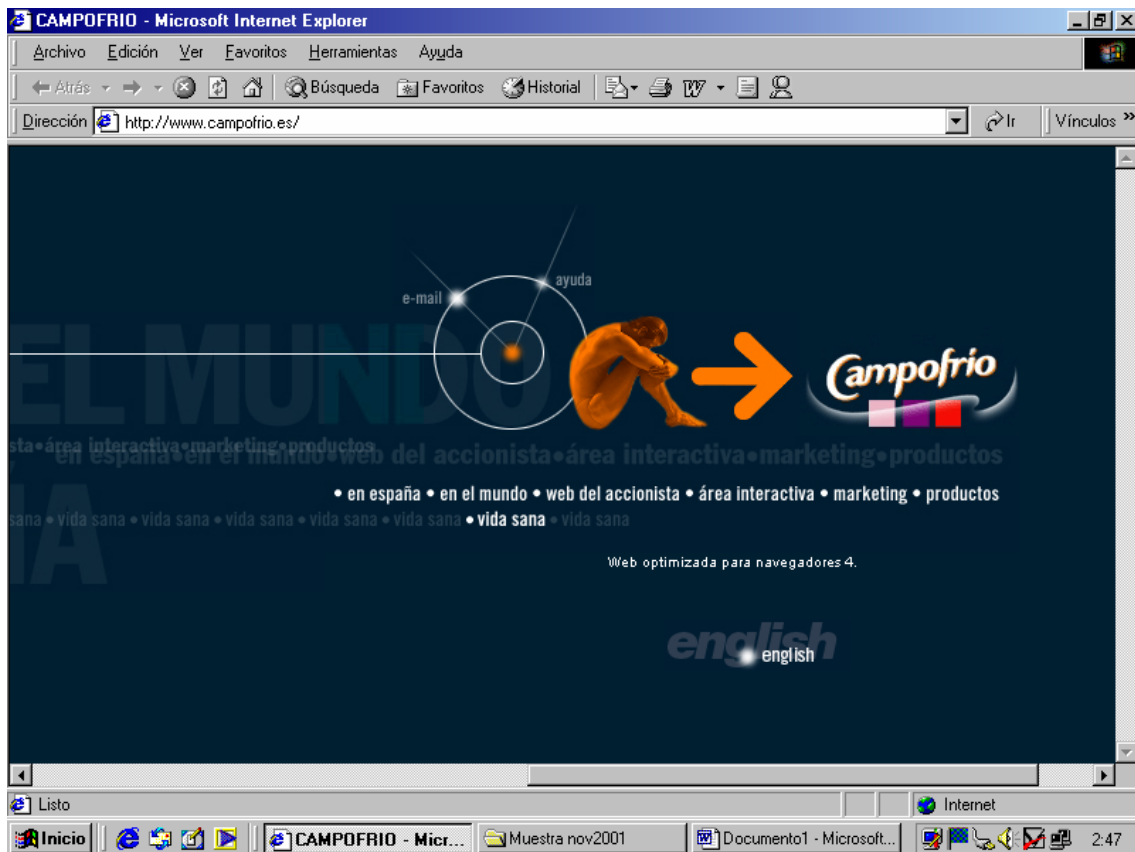 CAMPOFRIO - Microsoft Internet Explorer
Archivo Edición Ver Favoritos Herramientas Ayuda
Atrás Búsqueda Favoritos Historial
Dirección http://www.campofrio.es/ Ir Vínculos »
ayuda
e-mail
EL MUNDO
Campofrio
sta•área interactiva•marketing•productos
en españa•en el mundo•web del accionista•área interactiva•marketing•productos
• en españa • en el mundo • web del accionista • área interactiva • marketing • productos
sana • vida sana • vida sana • vida sana • vida sana • vida sana • vida sana • vida sana
Web optimizada para navegadores 4.
english
english
Listo Internet
Inicio CAMPOFRIO - Micr... Muestra nov2001 Documento1 - Microsoft... 2:47